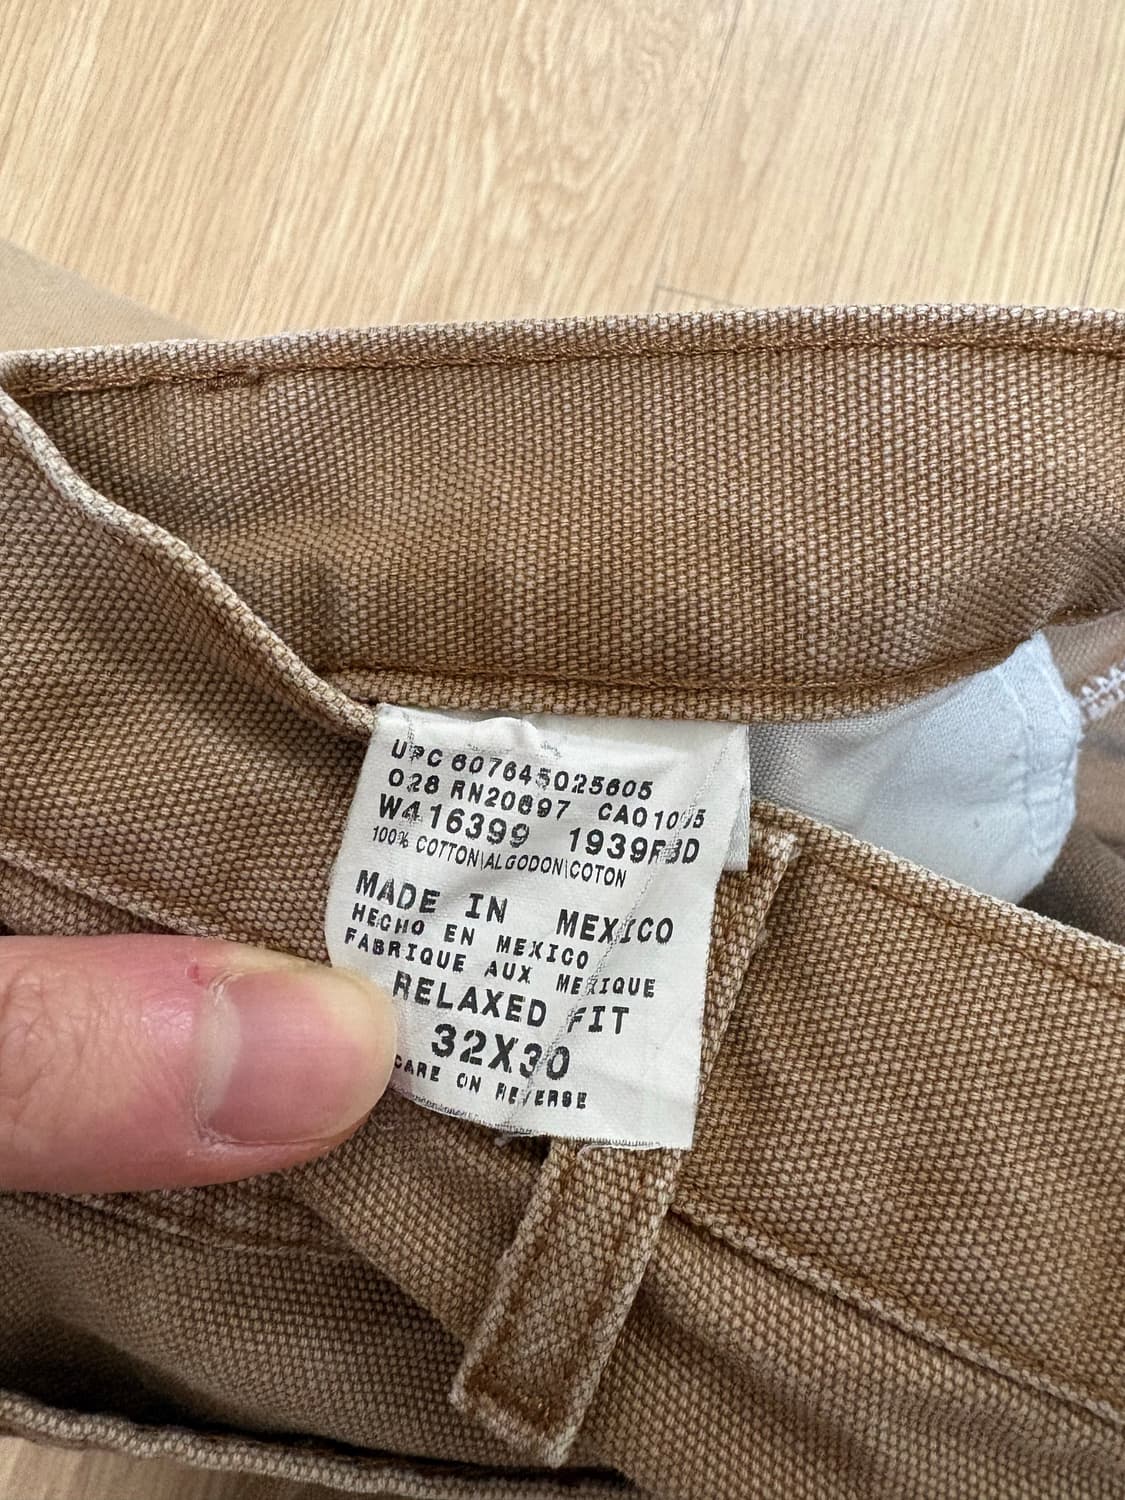 UPC 607645025605
028 RN20697 CA01095
W416399 1939RBD
100% COTTON\ALGODON\COTON
MADE IN MEXICO
HECHO EN MEXICO
FABRIQUE AUX MEXIQUE
RELAXED FIT
32X30
CARE ON REVERSE